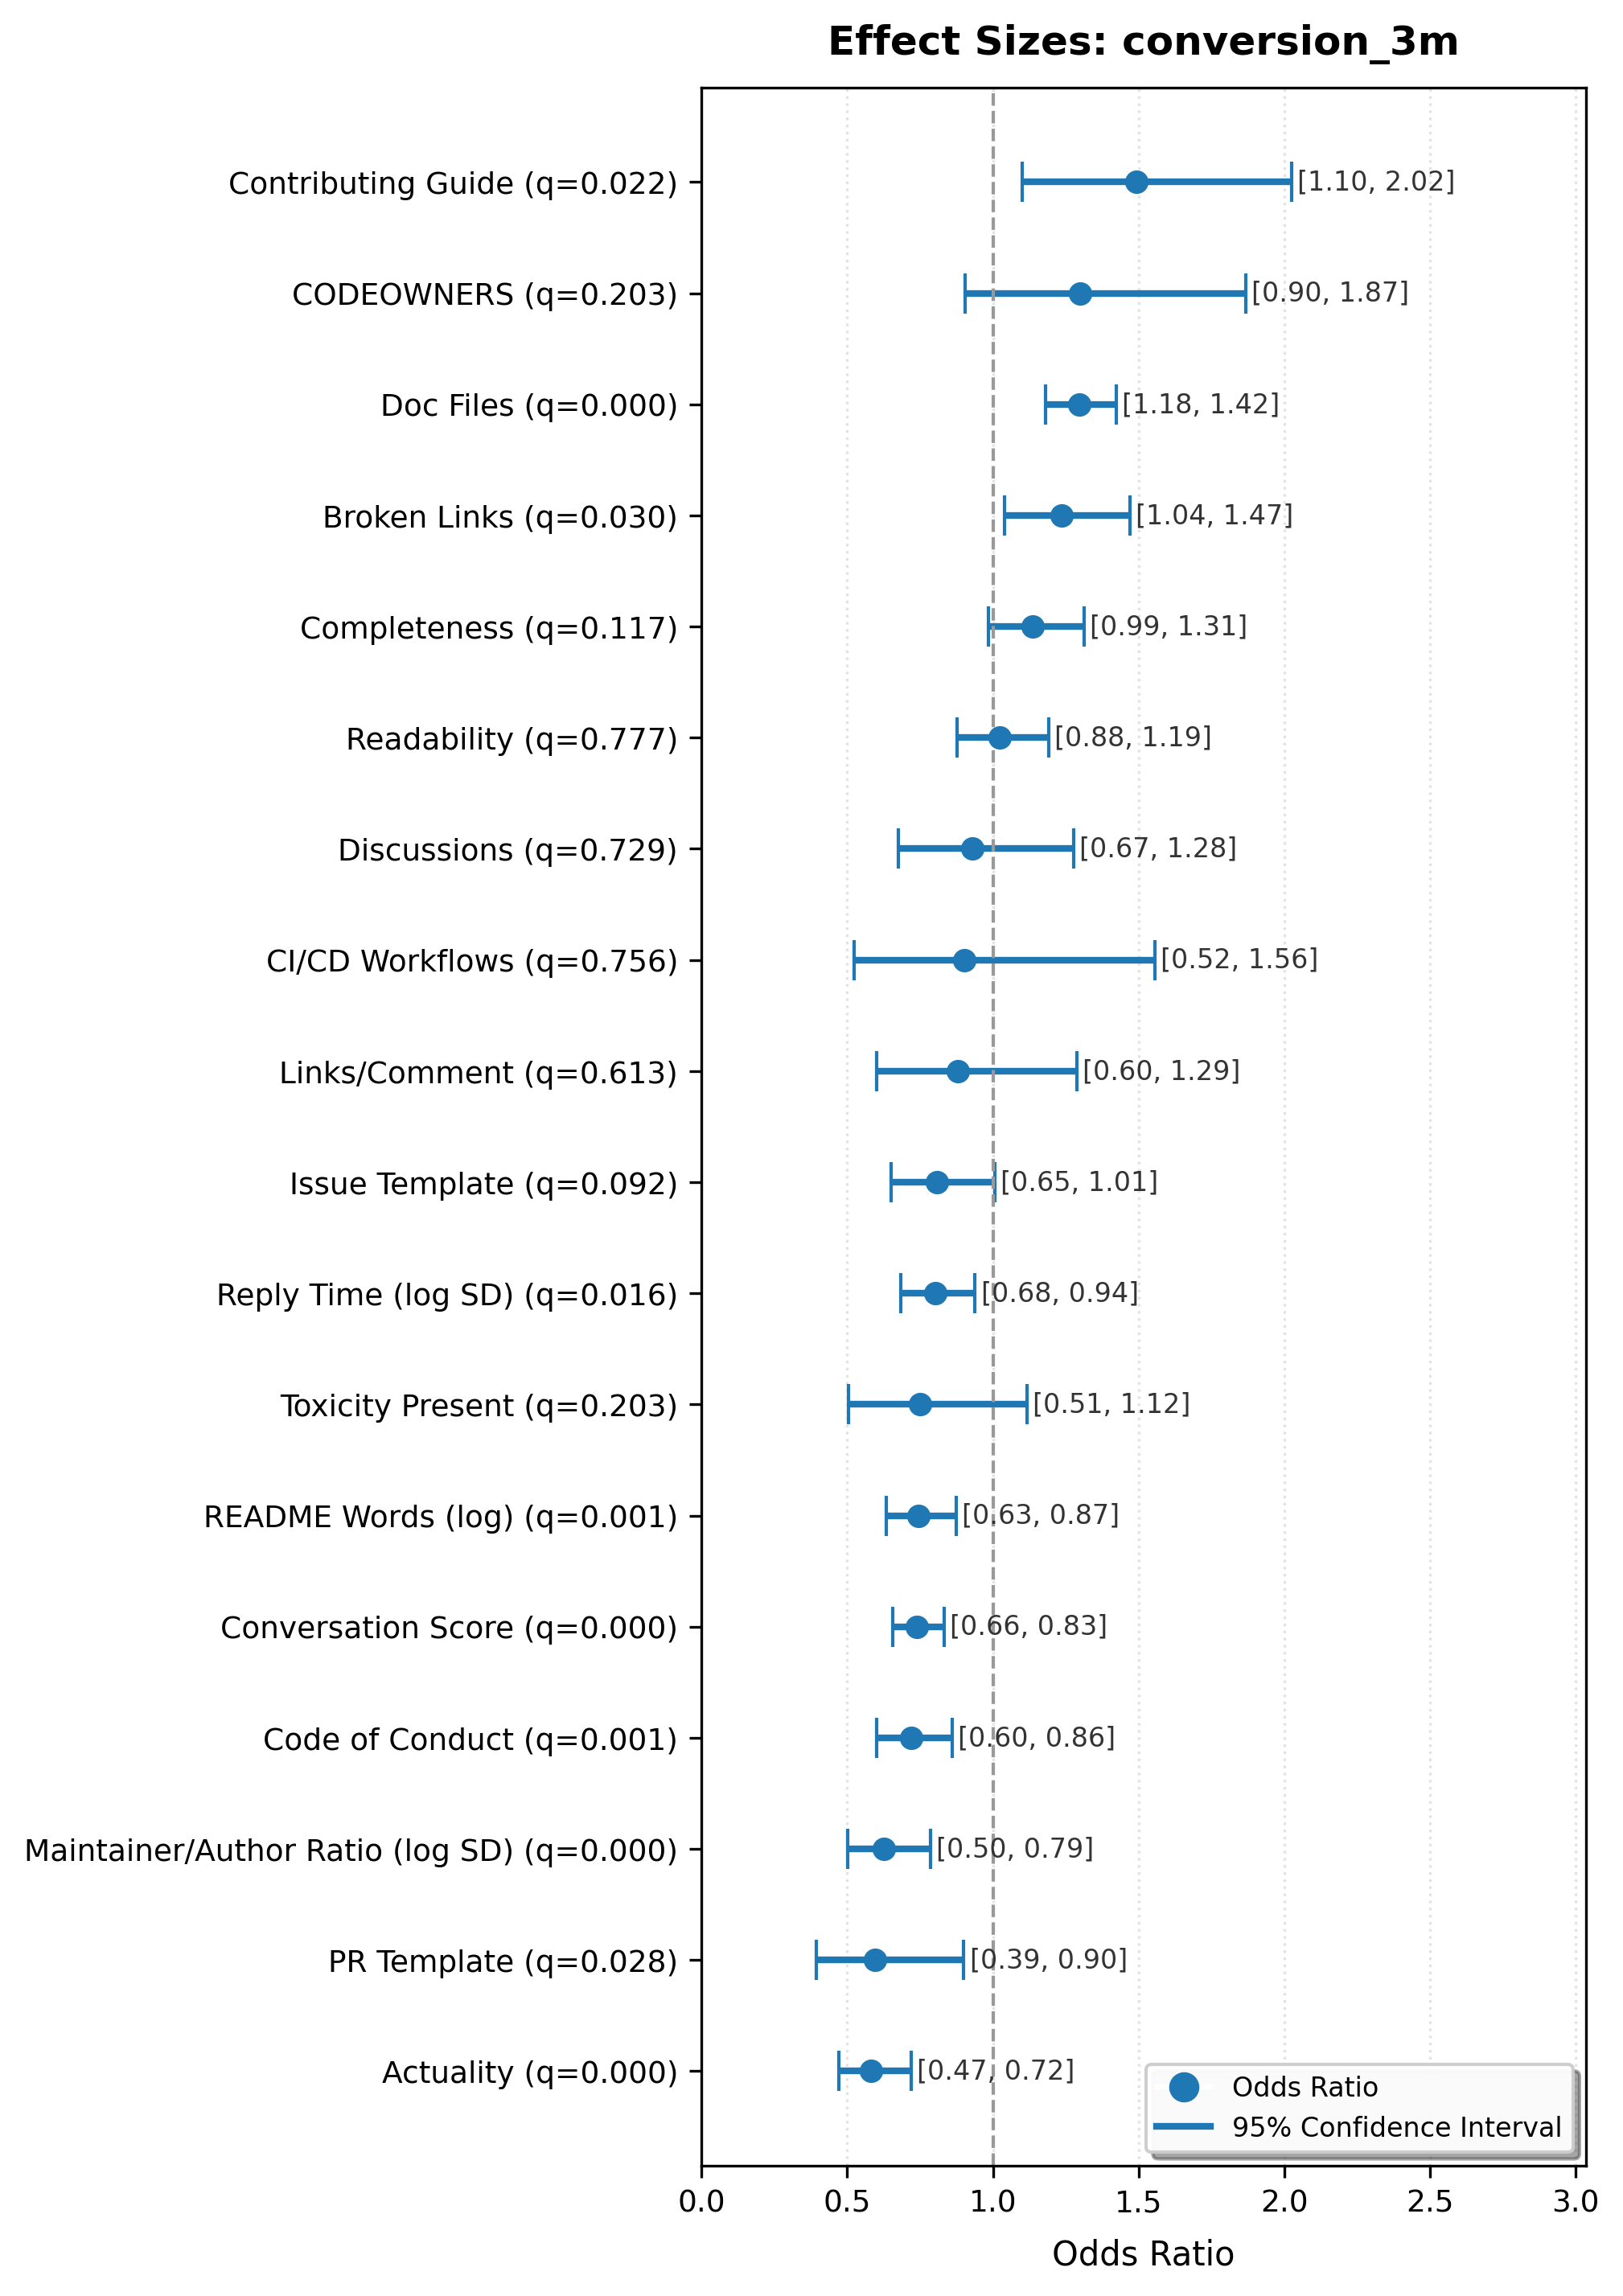 Effect Sizes: conversion_3m
Contributing Guide (q=0.022) [1.10, 2.02]
CODEOWNERS (q=0.203) [0.90, 1.87]
Doc Files (q=0.000) [1.18, 1.42]
Broken Links (q=0.030) [1.04, 1.47]
Completeness (q=0.117) [0.99, 1.31]
Readability (q=0.777) [0.88, 1.19]
Discussions (q=0.729) [0.67, 1.28]
CI/CD Workflows (q=0.756) [0.52, 1.56]
Links/Comment (q=0.613) [0.60, 1.29]
Issue Template (q=0.092) [0.65, 1.01]
Reply Time (log SD) (q=0.016) [0.68, 0.94]
Toxicity Present (q=0.203) [0.51, 1.12]
README Words (log) (q=0.001) [0.63, 0.87]
Conversation Score (q=0.000) [0.66, 0.83]
Code of Conduct (q=0.001) [0.60, 0.86]
Maintainer/Author Ratio (log SD) (q=0.000) [0.50, 0.79]
PR Template (q=0.028) [0.39, 0.90]
Actuality (q=0.000) [0.47, 0.72]
Odds Ratio
95% Confidence Interval
0.0 0.5 1.0 1.5 2.0 2.5 3.0
Odds Ratio